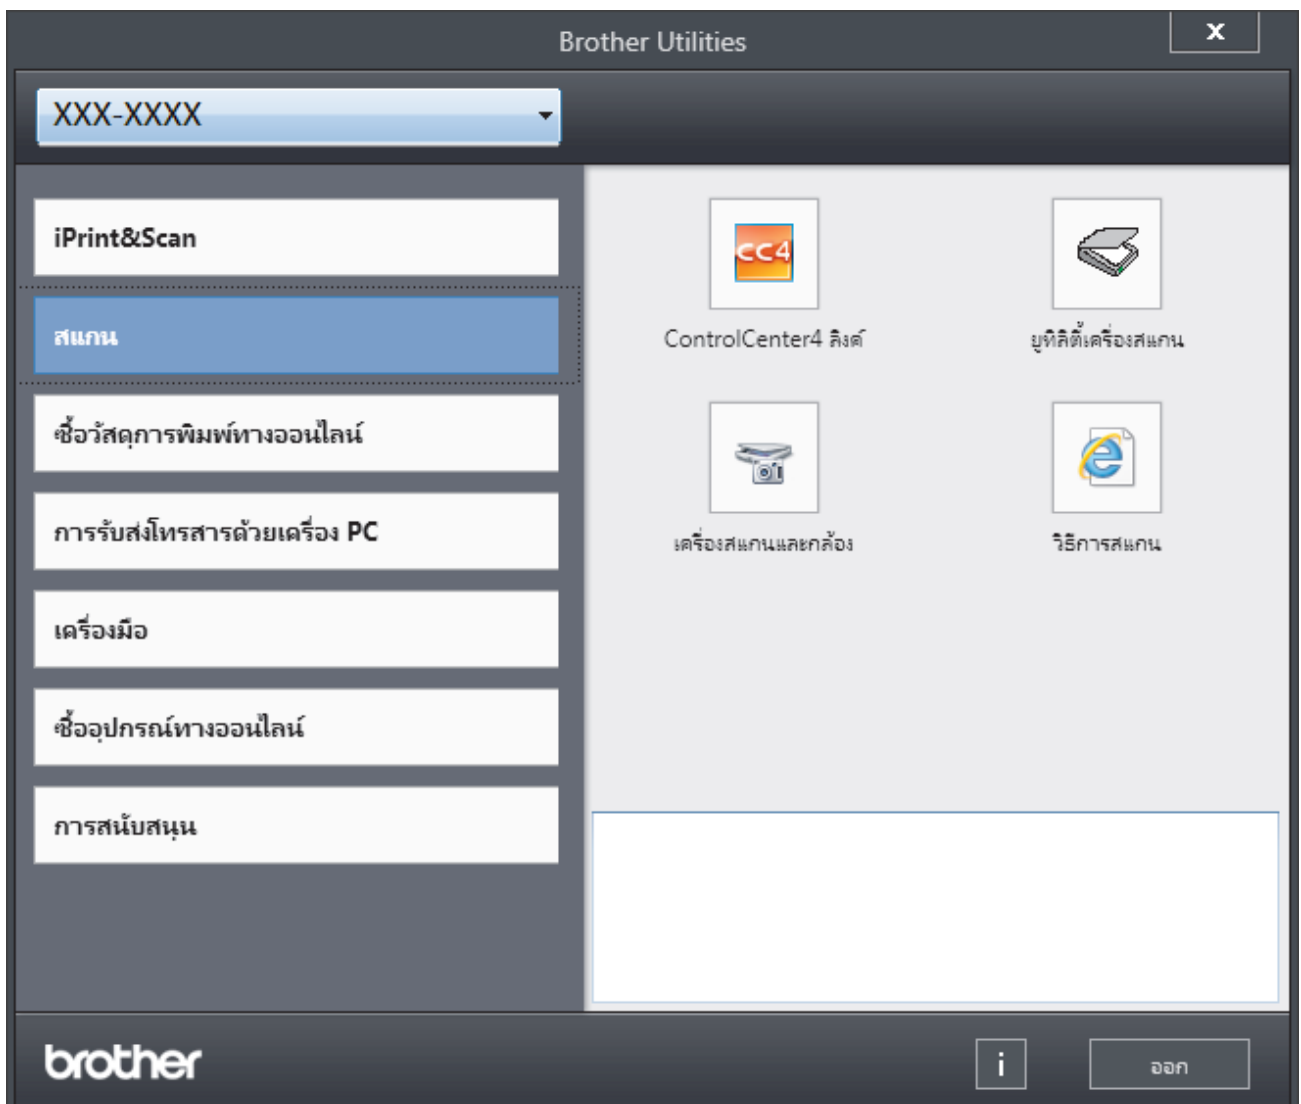 Brother Utilities
x
XXX-XXXX
iPrint&Scan
สแกน
ซื้อวัสดุการพิมพ์ทางออนไลน์
การรับส่งโทรสารด้วยเครื่อง PC
เครื่องมือ
ซื้ออุปกรณ์ทางออนไลน์
การสนับสนุน
CC4
ControlCenter4 ลิงค์
ยูทิลิตี้เครื่องสแกน
เครื่องสแกนและกล้อง
วิธีการสแกน
brother
i
ออก